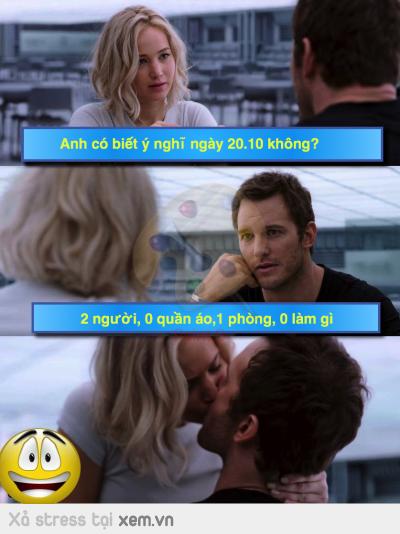 Anh có biết ý nghĩ ngày 20.10 không?
2 người, 0 quần áo,1 phòng, 0 làm gì
Xả stress tại xem.vn